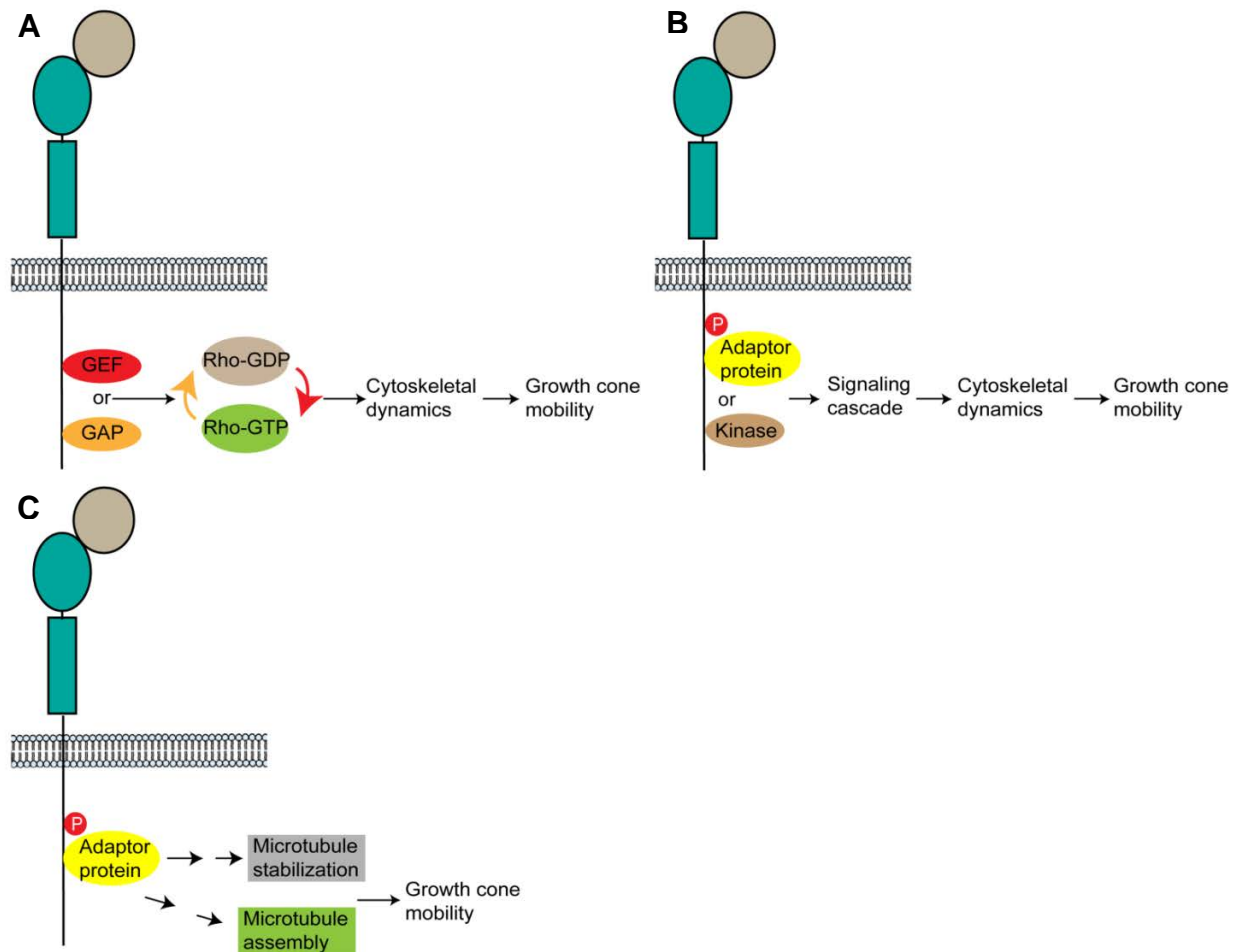 A
GEF
or
GAP
Rho-GDP
Rho-GTP
Cytoskeletal
dynamics
Growth cone
mobility
B
P
Adaptor
protein
or
Kinase
Signaling
cascade
Cytoskeletal
dynamics
Growth cone
mobility
C
P
Adaptor
protein
Microtubule
stabilization
Microtubule
assembly
Growth cone
mobility